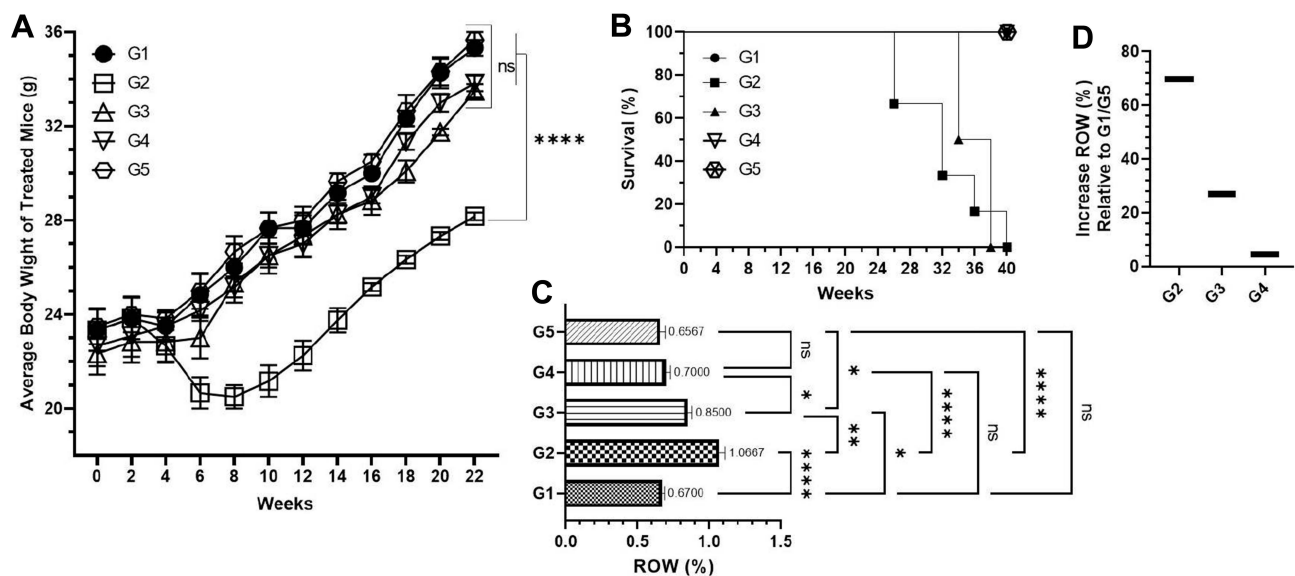 A
Average Body Wight of Treated Mice (g)
36
32
28
24
20
0 2 4 6 8 10 12 14 16 18 20 22
Weeks
G1
G2
G3
G4
G5
ns
****
B
Survival (%)
100
80
60
40
20
0
0 4 8 12 16 20 24 28 32 36 40
Weeks
G1
G2
G3
G4
G5
D
Increase ROW (%)
Relative to G1/G5
80
60
40
20
0
G2 G3 G4
C
G5 0.6567
G4 0.7000
G3 0.8500
G2 1.0667
G1 0.6700
0.0 0.5 1.0 1.5
ROW (%)
ns
*
****
*
**
*
****
ns
****
ns